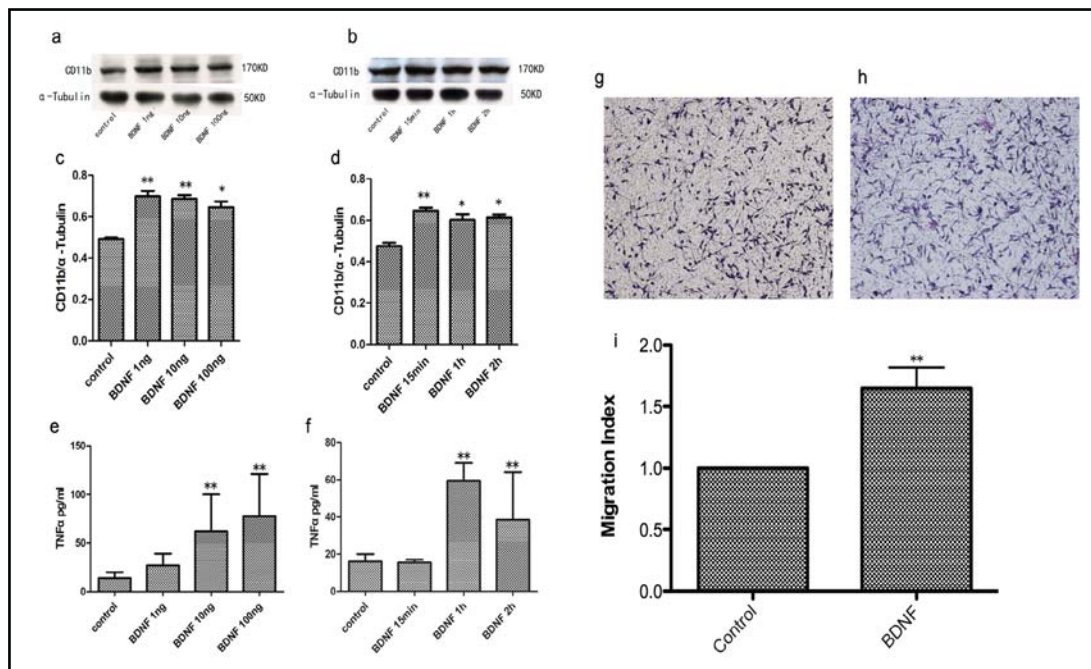 a
CD11b 170KD
α-Tubulin 50KD
control BDNF 1ng BDNF 10ng BDNF 100ng
b
CD11b 170KD
α-Tubulin 50KD
control BDNF 15min BDNF 1h BDNF 2h
c
CD11b/α -Tubulin
0.8
0.6
0.4
0.2
0.0
** ** *
control BDNF 1ng BDNF 10ng BDNF 100ng
d
CD11b/α -Tubulin
0.8
0.6
0.4
0.2
0.0
** * *
control BDNF 15min BDNF 1h BDNF 2h
e
TNFα pg/ml
150
100
50
0
** **
control BDNF 1ng BDNF 10ng BDNF 100ng
f
TNFα pg/ml
80
60
40
20
0
** **
control BDNF 15min BDNF 1h BDNF 2h
g
h
i
Migration Index
2.0
1.5
1.0
0.5
0.0
**
Control BDNF